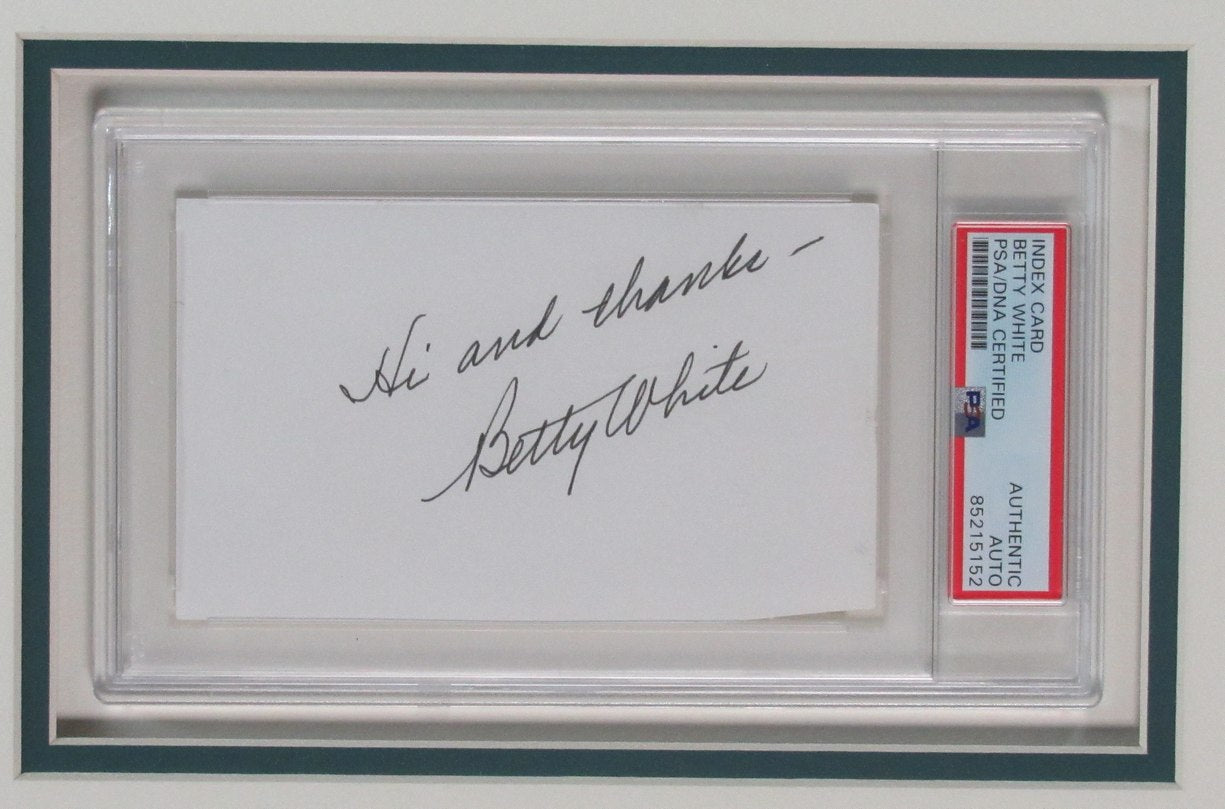 Hi and thanks –
Betty White
INDEX CARD
BETTY WHITE
PSA/DNA CERTIFIED
AUTHENTIC
AUTO
85215152
PSA